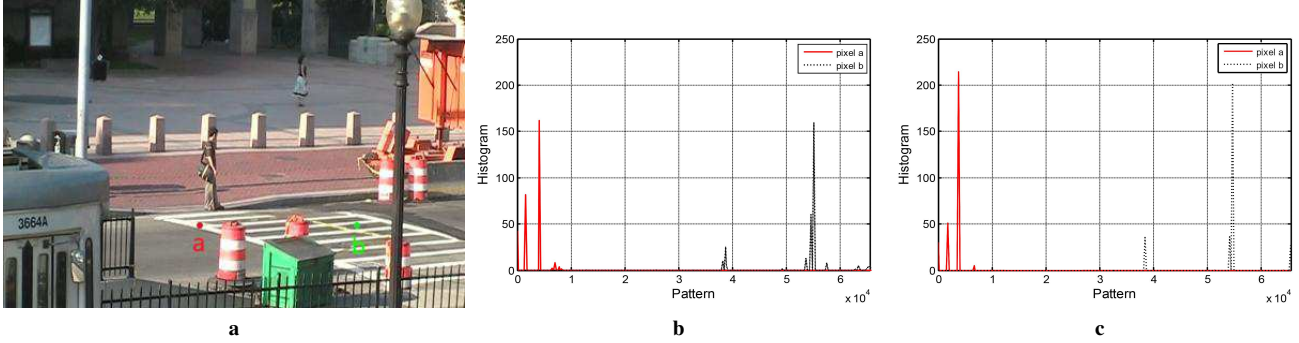 3664A
a
b
250
200
150
100
50
0
0 1 2 3 4 5 6
Histogram
Pattern
x 10^4
pixel a
pixel b
250
200
150
100
50
0
0 1 2 3 4 5 6
Histogram
Pattern
x 10^4
pixel a
pixel b
a b c